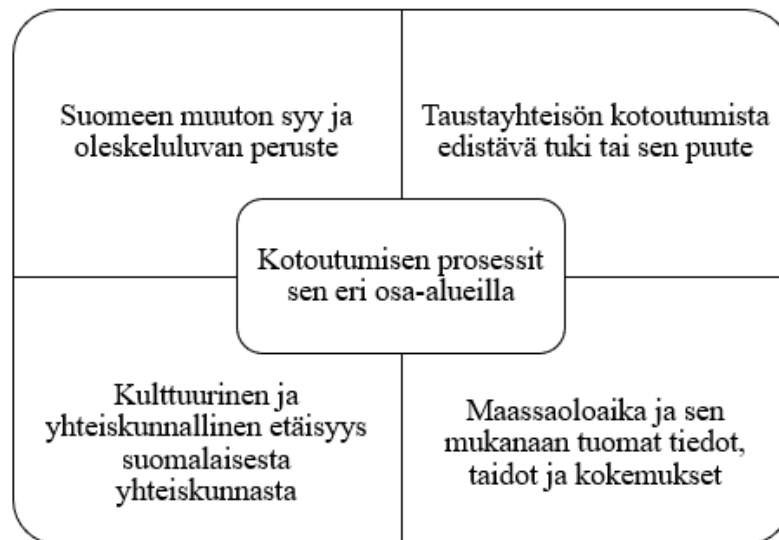 Suomeen muuton syy ja
oleskeluluvan peruste
Taustayhteisön kotoutumista
edistävä tuki tai sen puute
Kotoutumisen prosessit
sen eri osa-alueilla
Kulttuurinen ja
yhteiskunnallinen etäisyys
suomalaisesta
yhteiskunnasta
Maassaoloaika ja sen
mukanaan tuomat tiedot,
taidot ja kokemukset